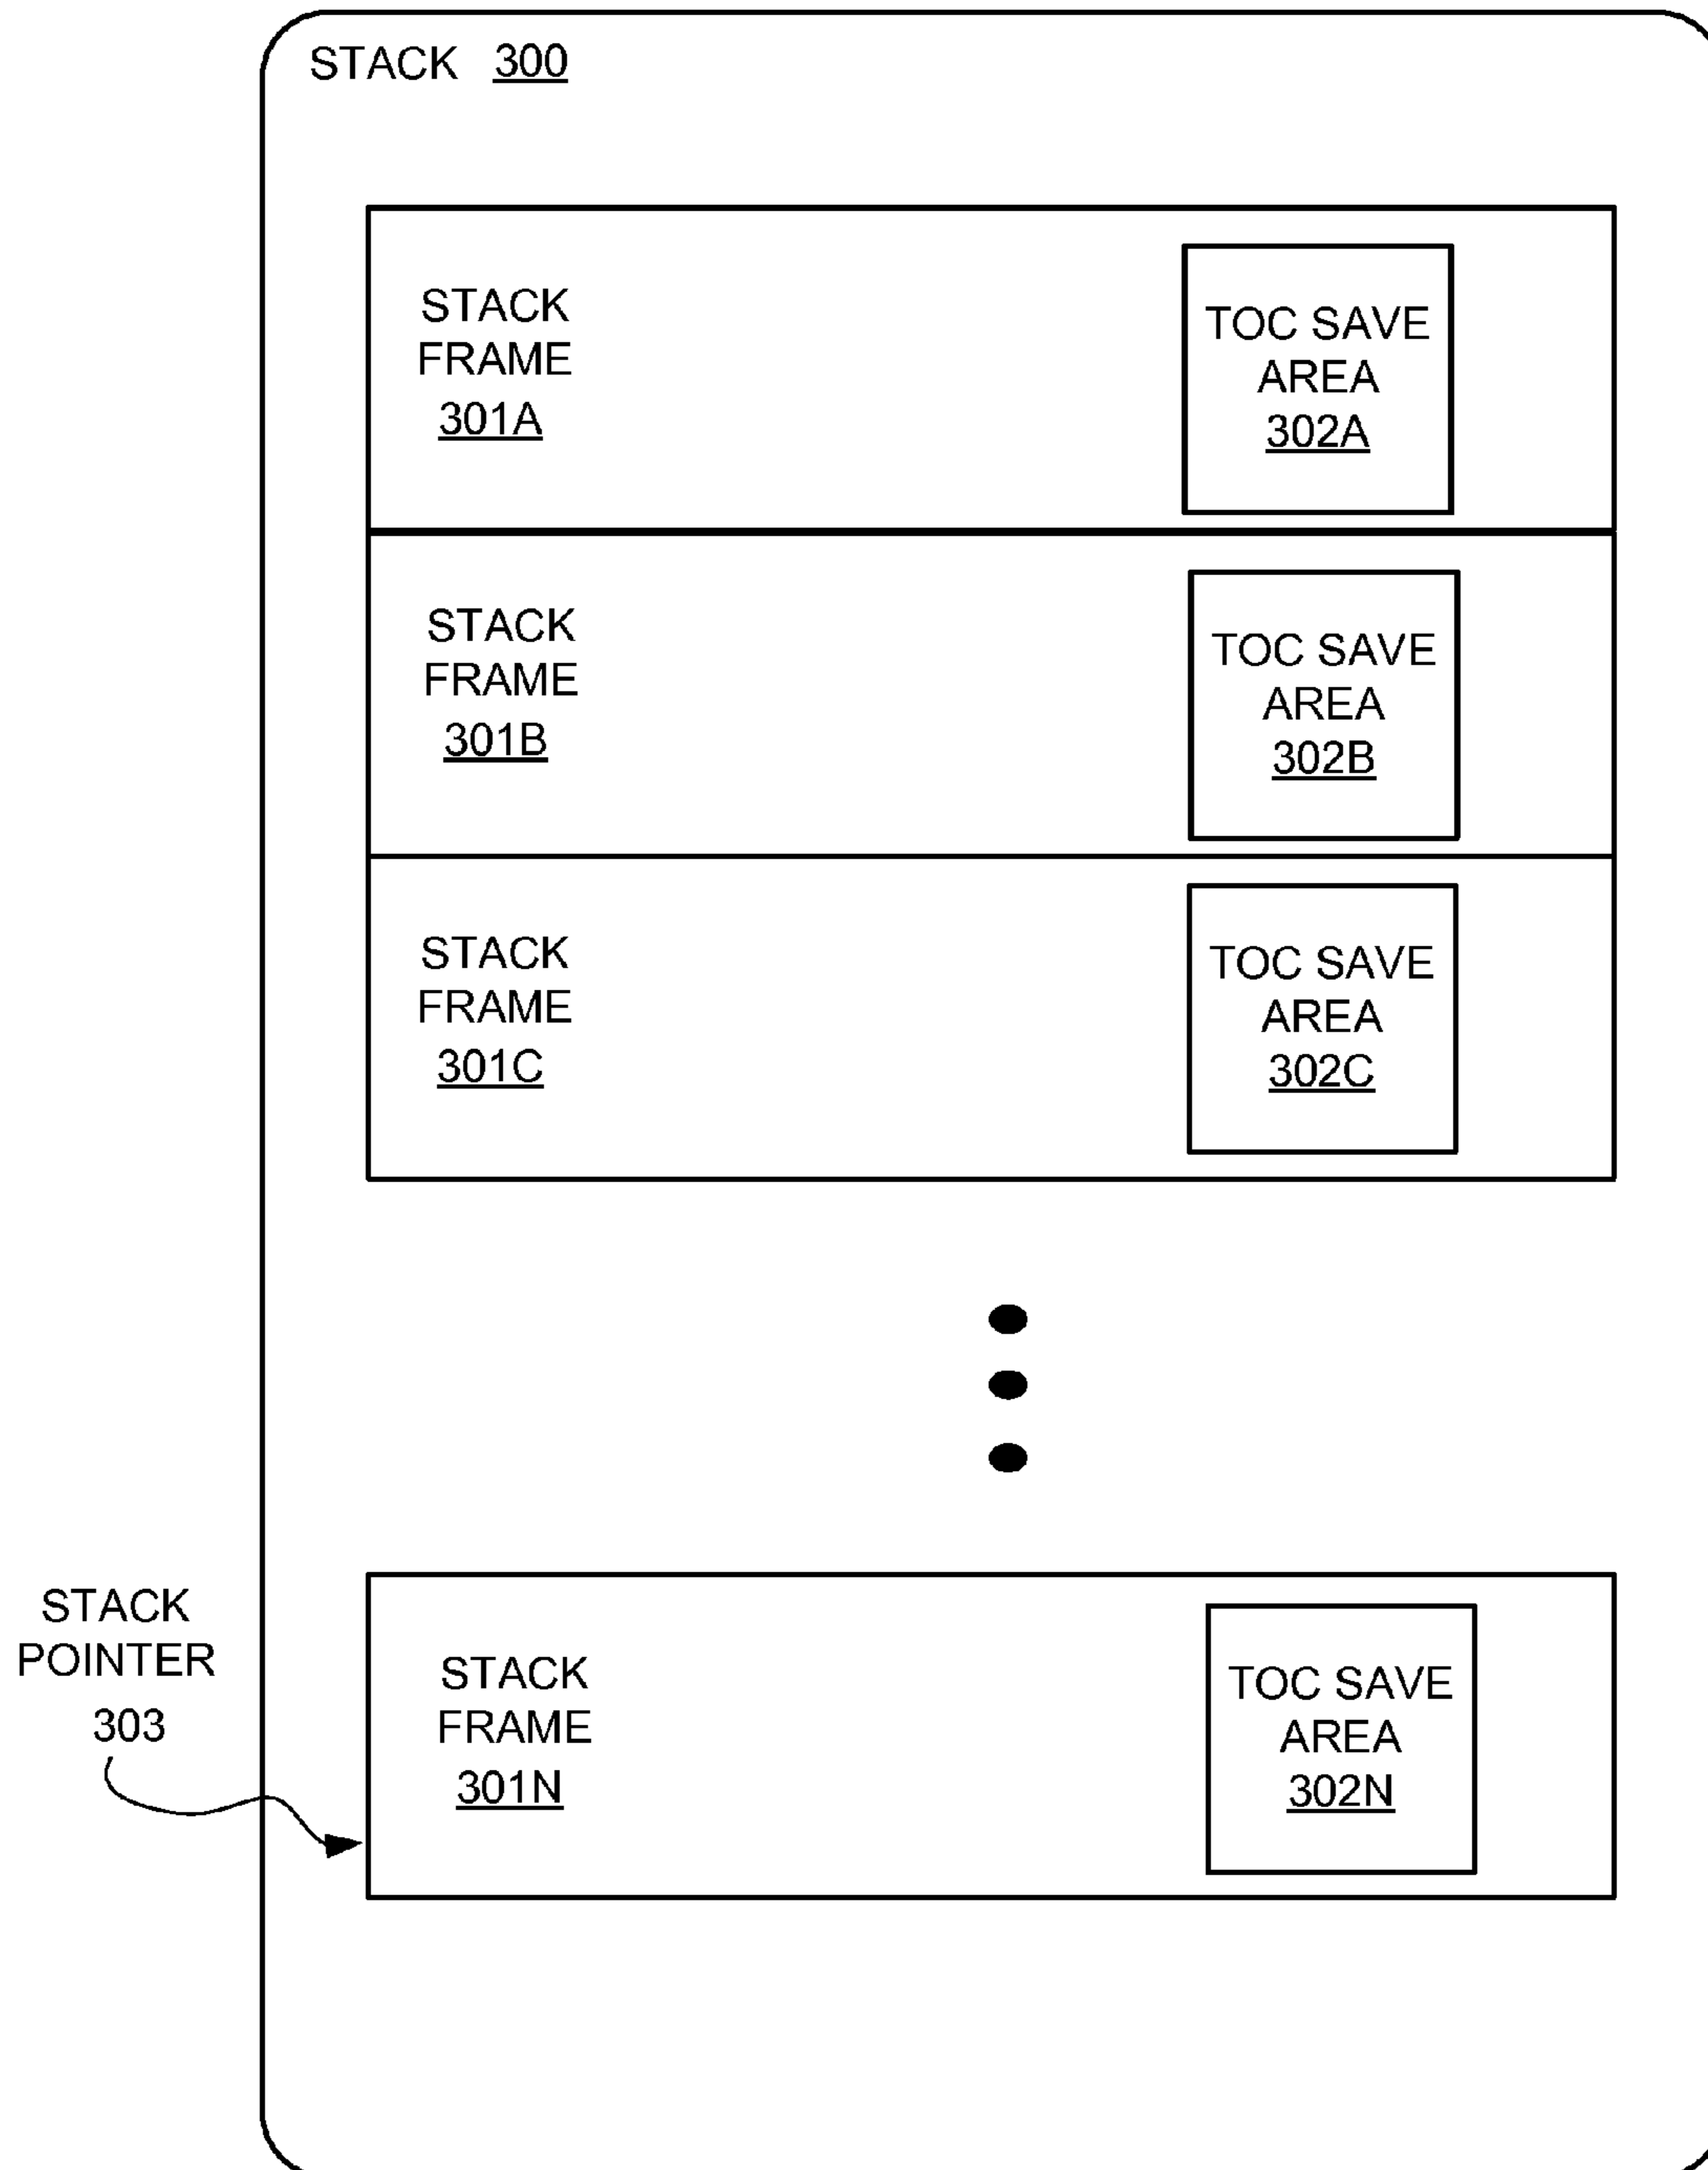 STACK 300
STACK
FRAME
301A
TOC SAVE
AREA
302A
STACK
FRAME
301B
TOC SAVE
AREA
302B
STACK
FRAME
301C
TOC SAVE
AREA
302C
STACK
POINTER
303
STACK
FRAME
301N
TOC SAVE
AREA
302N